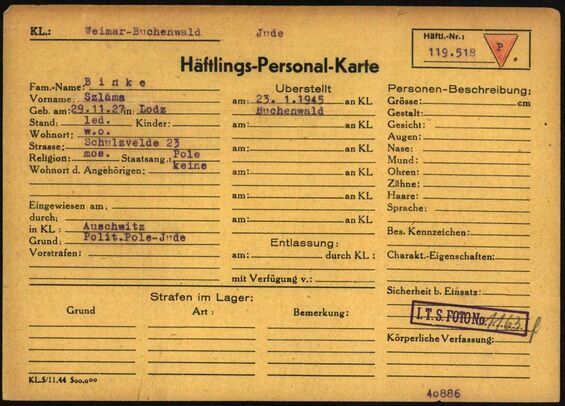 KL.: Weimar-Buchenwald Jude
Häftl.-Nr.: 119.518 P
Häftlings-Personal-Karte
Fam.-Name: Binke
Vorname: Szlama
Geb. am: 29.11.27 in: Lodz
Stand: led. Kinder:
Wohnort: w.o.
Strasse: Schulzvelde 23
Religion: mos. Staatsang.: Pole
Wohnort d. Angehörigen: keine
Eingewiesen am:
durch:
in KL: Auschwitz
Grund: Polit.Pole-Jude
Vorstrafen:
Überstellt
am: 23.1.1945 an KL
Buchenwald
am: an KL
am: an KL
am: an KL
am: an KL
am: an KL
Entlassung:
am: durch KL:
mit Verfügung v.:
Personen-Beschreibung:
Grösse: cm
Gestalt:
Gesicht:
Augen:
Nase:
Mund:
Ohren:
Zähne:
Haare:
Sprache:
Bes. Kennzeichen:
Charakt.-Eigenschaften:
Sicherheit b. Einsatz:
I.T.S. FOTO No.
Körperliche Verfassung:
Strafen im Lager:
Grund Art: Bemerkung:
KL.5/11.44 500.000
40886